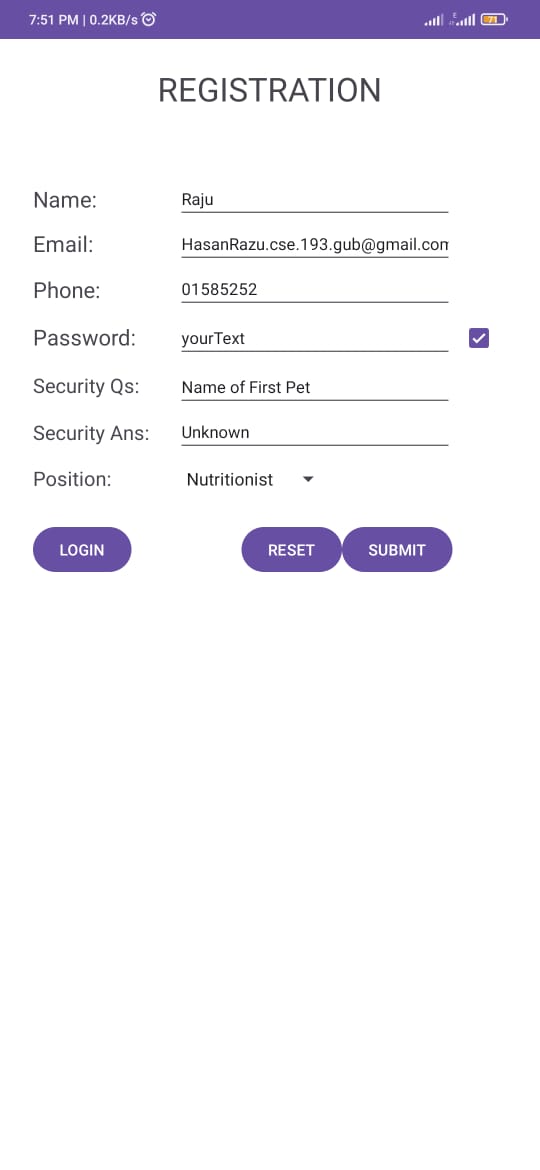 7:51 PM | 0.2KB/s
E
71
REGISTRATION
Name: Raju
Email: HasanRazu.cse.193.gub@gmail.com
Phone: 01585252
Password: yourText
Security Qs: Name of First Pet
Security Ans: Unknown
Position: Nutritionist
LOGIN RESET SUBMIT